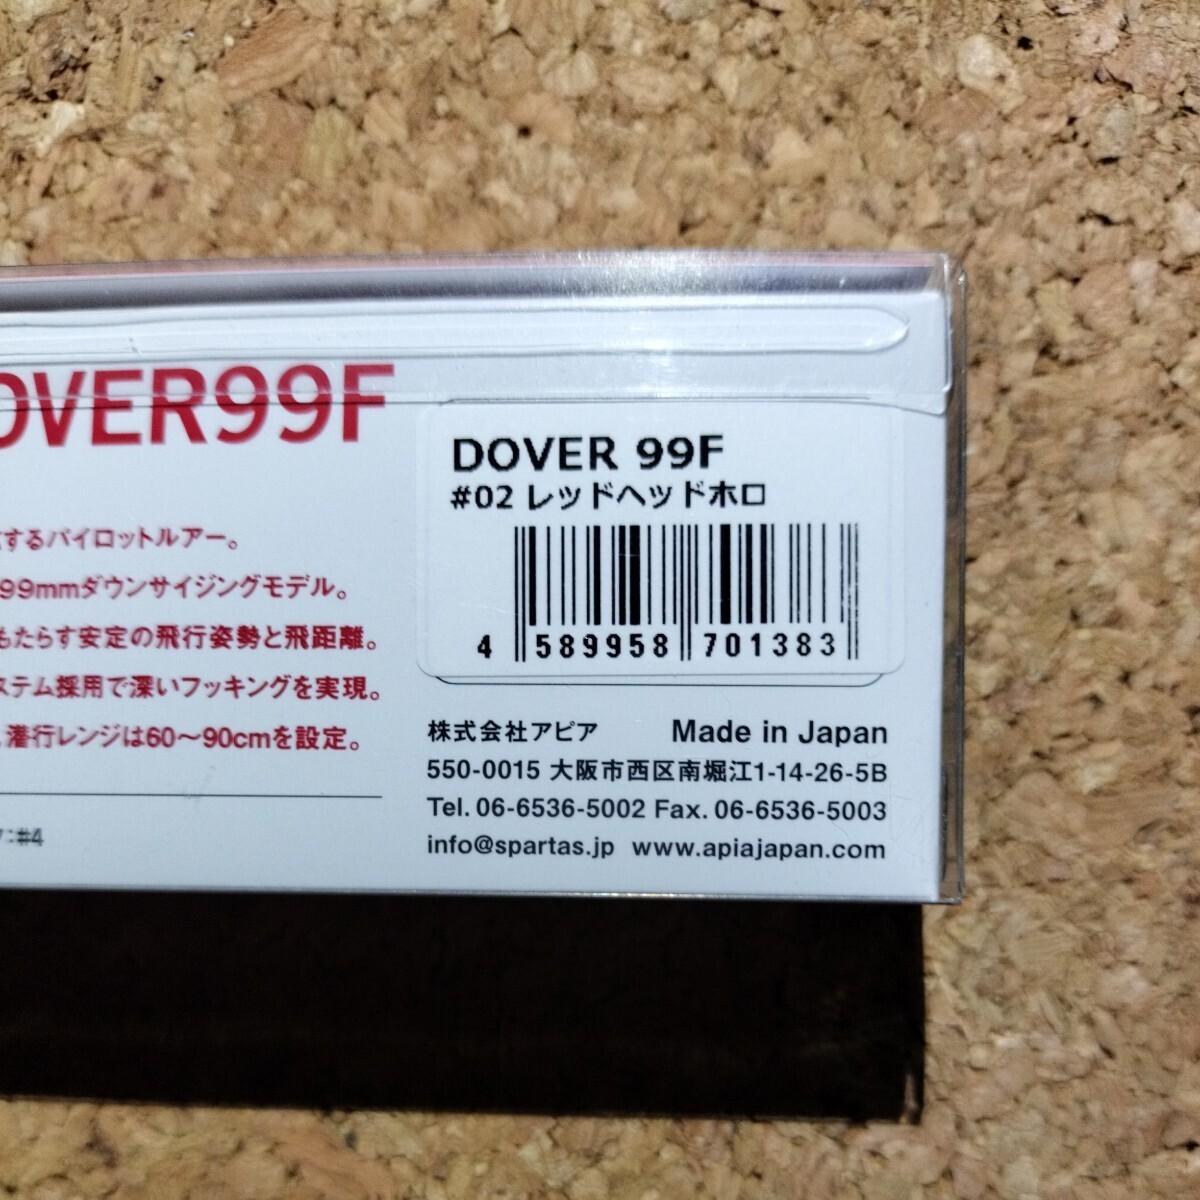 OVER99F
するパイロットルアー。
99mmダウンサイジングモデル。
もたらす安定の飛行姿勢と飛距離。
ステム採用で深いフッキングを実現。
潜行レンジは60〜90cmを設定。
:#4
DOVER 99F
#02 レッドヘッドホロ
4 589958 701383
株式会社アピア Made in Japan
550-0015 大阪市西区南堀江1-14-26-5B
Tel. 06-6536-5002 Fax. 06-6536-5003
info@spartas.jp www.apiajapan.com